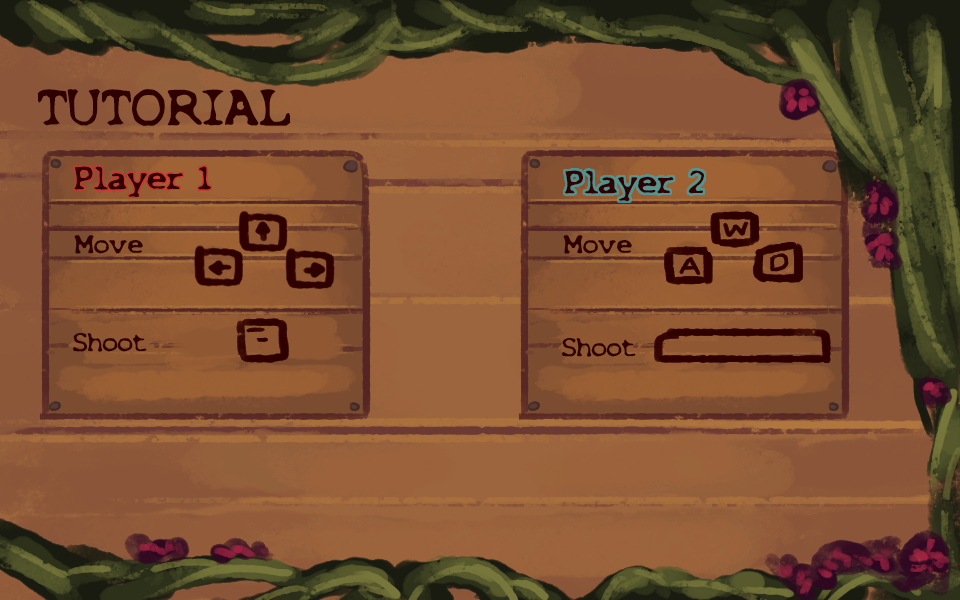 TUTORIAL
Player 1
Move
Shoot
-
Player 2
W
Move
A D
Shoot